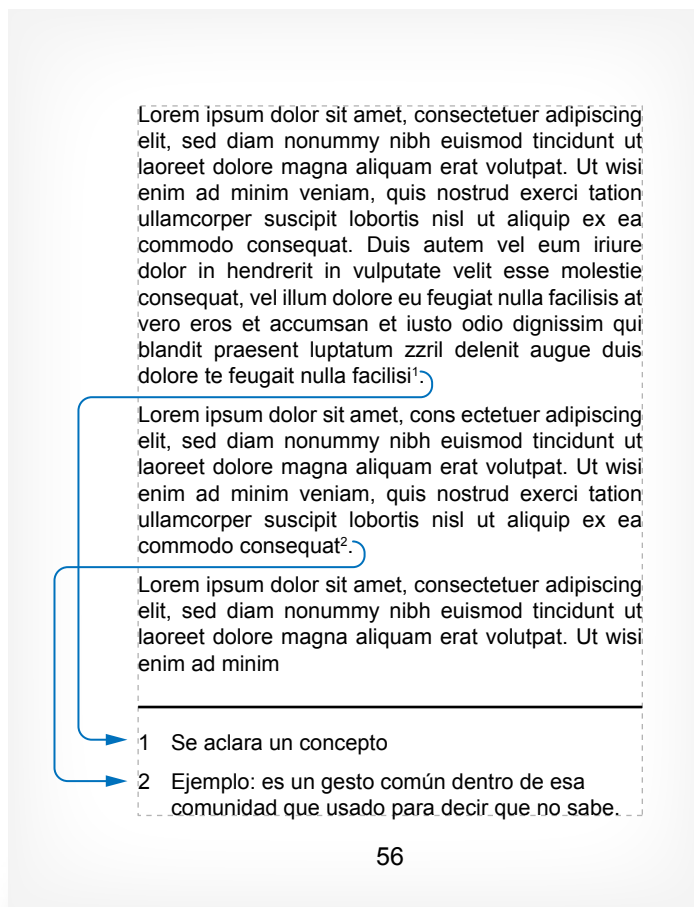 Lorem ipsum dolor sit amet, consectetuer adipiscing
elit, sed diam nonummy nibh euismod tincidunt ut
laoreet dolore magna aliquam erat volutpat. Ut wisi
enim ad minim veniam, quis nostrud exerci tation
ullamcorper suscipit lobortis nisl ut aliquip ex ea
commodo consequat. Duis autem vel eum iriure
dolor in hendrerit in vulputate velit esse molestie
consequat, vel illum dolore eu feugiat nulla facilisis at
vero eros et accumsan et iusto odio dignissim qui
blandit praesent luptatum zzril delenit augue duis
dolore te feugait nulla facilisi¹.
Lorem ipsum dolor sit amet, cons ectetuer adipiscing
elit, sed diam nonummy nibh euismod tincidunt ut
laoreet dolore magna aliquam erat volutpat. Ut wisi
enim ad minim veniam, quis nostrud exerci tation
ullamcorper suscipit lobortis nisl ut aliquip ex ea
commodo consequat².
Lorem ipsum dolor sit amet, consectetuer adipiscing
elit, sed diam nonummy nibh euismod tincidunt ut
laoreet dolore magna aliquam erat volutpat. Ut wisi
enim ad minim
1 Se aclara un concepto
2 Ejemplo: es un gesto común dentro de esa
comunidad que usado para decir que no sabe.
56